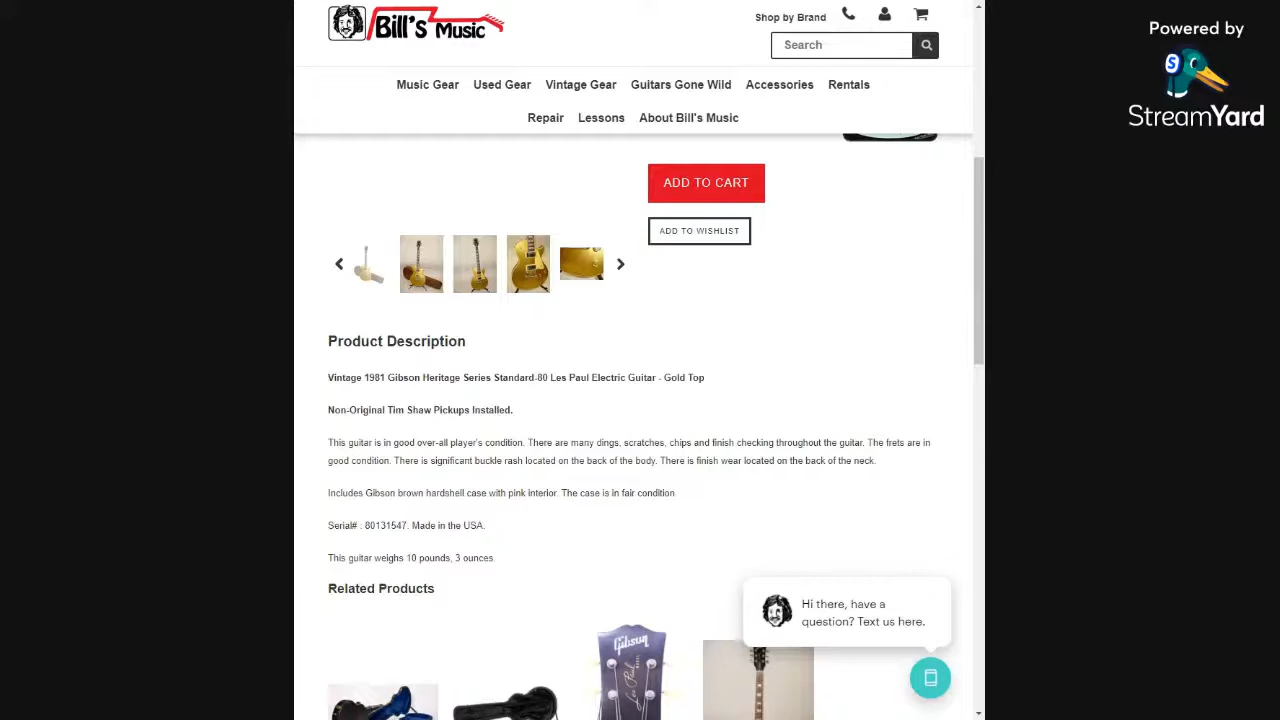 Bill's Music
Shop by Brand
Search
Music Gear Used Gear Vintage Gear Guitars Gone Wild Accessories Rentals
Repair Lessons About Bill's Music
ADD TO CART
ADD TO WISHLIST
Product Description
Vintage 1981 Gibson Heritage Series Standard-80 Les Paul Electric Guitar - Gold Top
Non-Original Tim Shaw Pickups Installed.
This guitar is in good over-all player's condition. There are many dings, scratches, chips and finish checking throughout the guitar. The frets are in
good condition. There is significant buckle rash located on the back of the body. There is finish wear located on the back of the neck.
Includes Gibson brown hardshell case with pink interior. The case is in fair condition.
Serial# : 80131547. Made in the USA.
This guitar weighs 10 pounds, 3 ounces.
Related Products
Gibson
Les Paul
Hi there, have a
question? Text us here.
Powered by
S
StreamYard